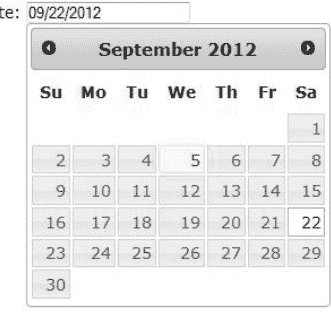 te: 09/22/2012
September 2012
Su Mo Tu We Th Fr Sa
1
2 3 4 5 6 7 8
9 10 11 12 13 14 15
16 17 18 19 20 21 22
23 24 25 26 27 28 29
30